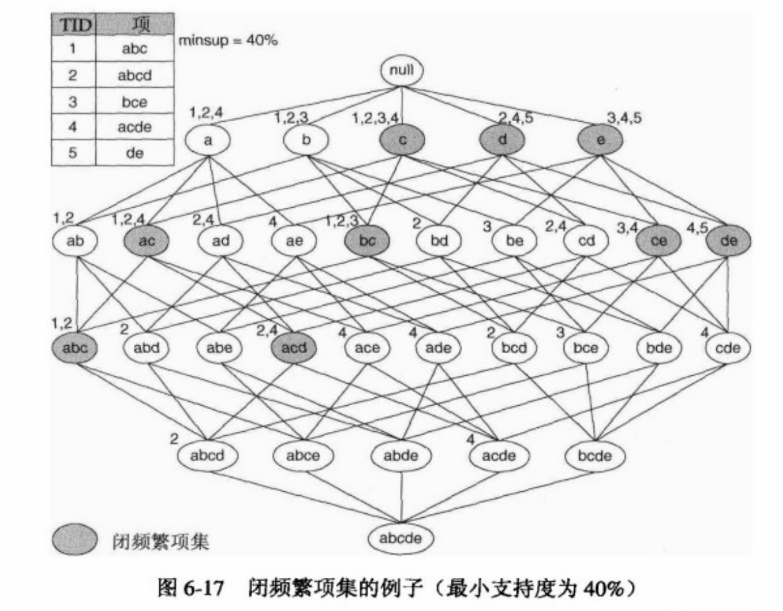 TID 项
1 abc
2 abcd
3 bce
4 acde
5 de
minsup = 40%
null
1,2,4 1,2,3 1,2,3,4 2,4,5 3,4,5
a b c d e
1,2 1,2,4 2,4 4 1,2,3 2 3 2,4 3,4 4,5
ab ac ad ae bc bd be cd ce de
1,2 2 2,4 4 4 2 3 4
abc abd abe acd ace ade bcd bce bde cde
2 4
abcd abce abde acde bcde
abcde
闭频繁项集
图 6-17 闭频繁项集的例子（最小支持度为 40%）